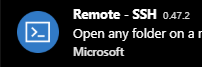 Remote - SSH 0.47.2
Open any folder on a r
Microsoft